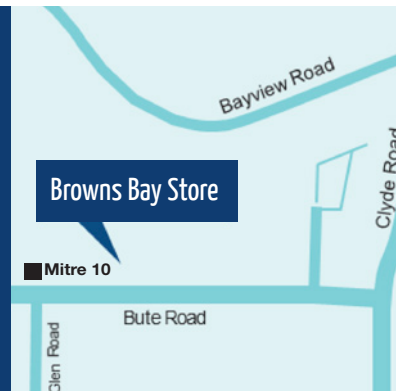 Bayview Road
Clyde Road
Browns Bay Store
Mitre 10
Bute Road
Glen Road